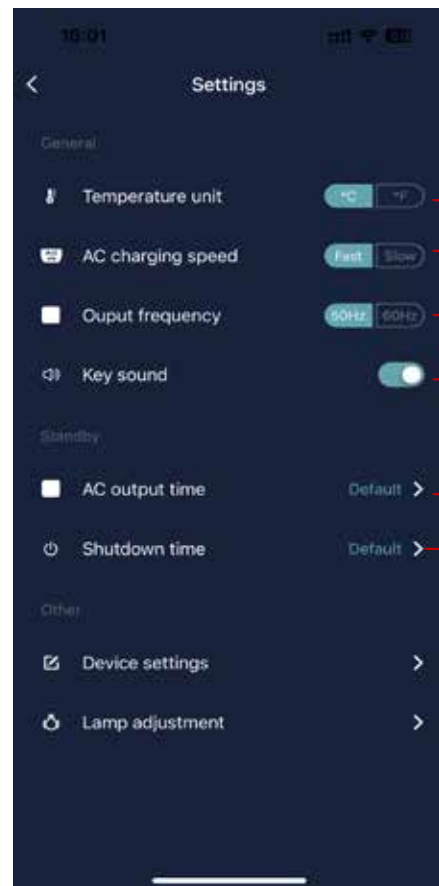 16:01
Settings
General
Temperature unit °C °F
AC charging speed Fast Slow
Ouput frequency 60Hz
Key sound
Standby
AC output time Default
Shutdown time Default
Other
Device settings
Lamp adjustment